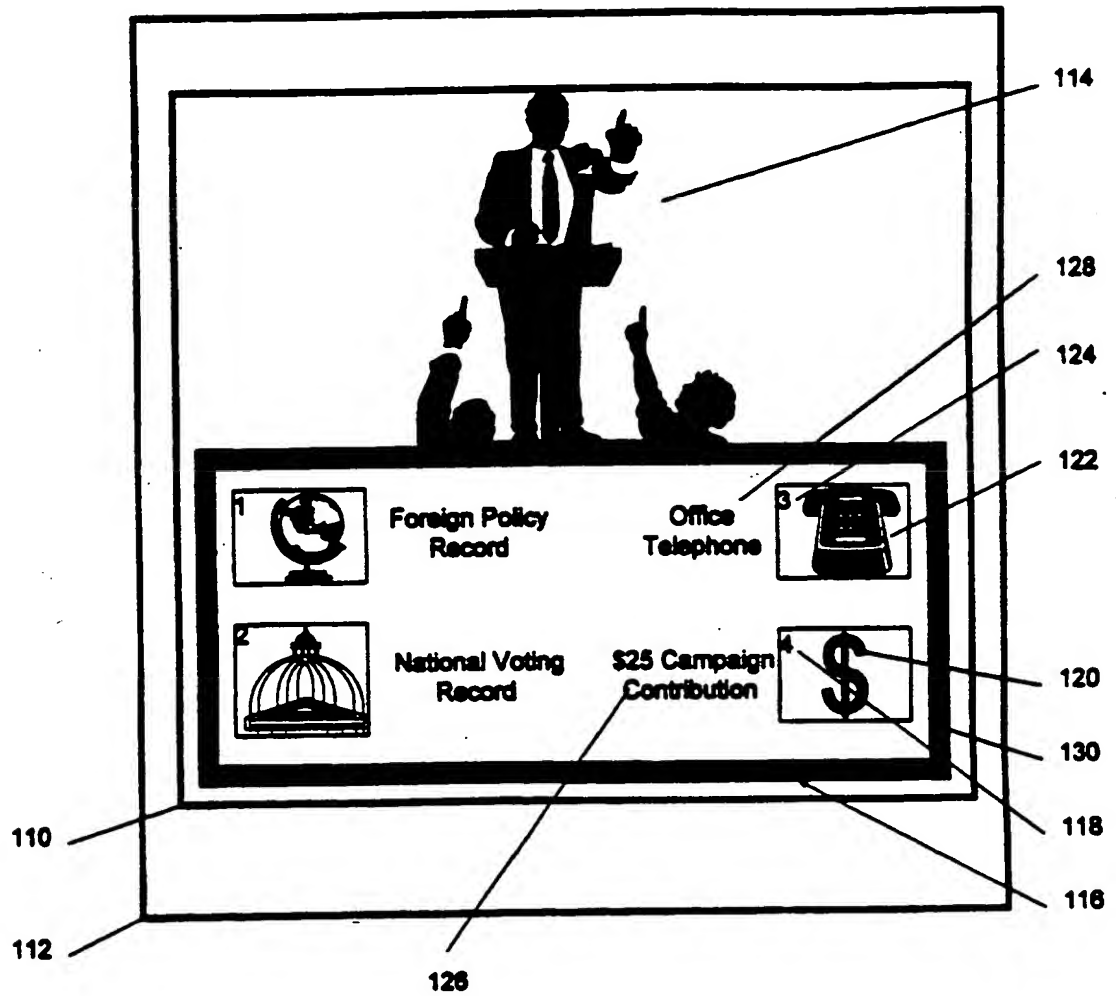 114
128
124
122
1
Foreign Policy
Record
Office
Telephone
3
2
National Voting
Record
$25 Campaign
Contribution
4
120
130
118
116
110
112
126